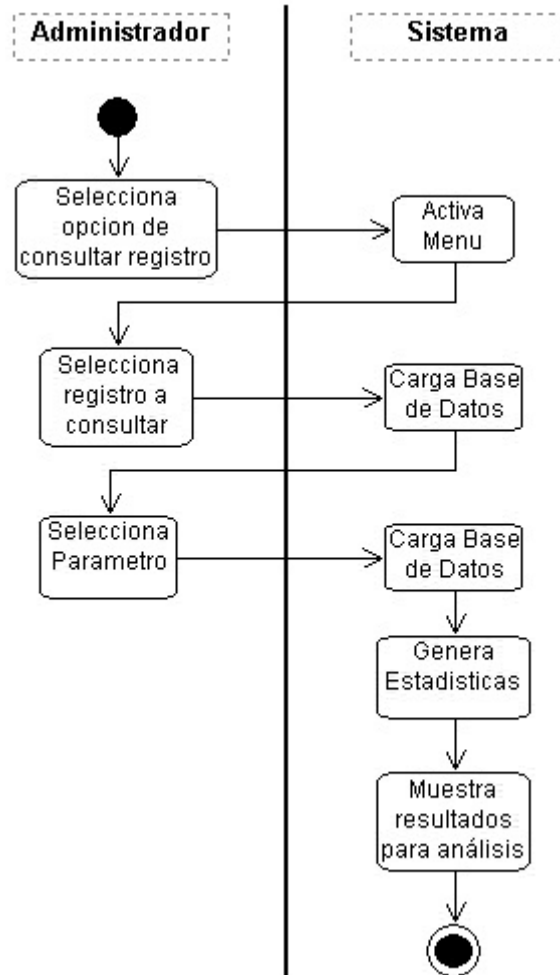 Administrador
Sistema
Selecciona
opcion de
consultar registro
Activa
Menu
Selecciona
registro a
consultar
Carga Base
de Datos
Selecciona
Parametro
Carga Base
de Datos
Genera
Estadisticas
Muestra
resultados
para análisis